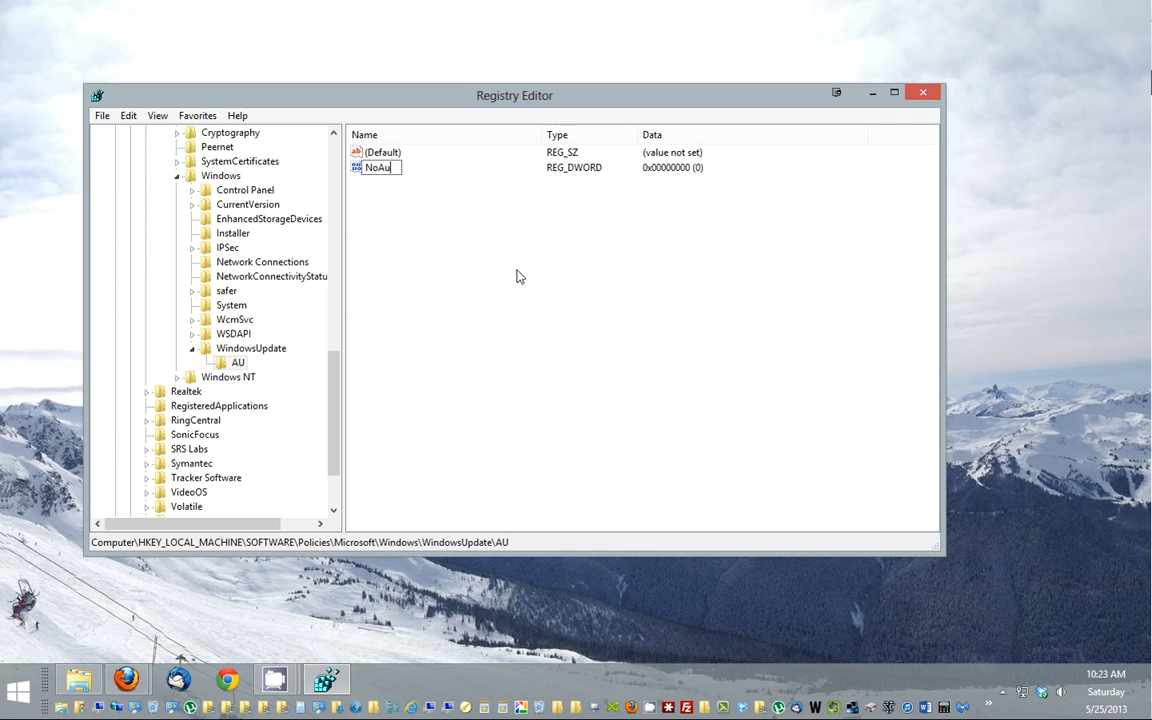 Registry Editor
File Edit View Favorites Help
Name Type Data
(Default) REG_SZ (value not set)
NoAu REG_DWORD 0x00000000 (0)
Cryptography
Peernet
SystemCertificates
Windows
Control Panel
CurrentVersion
EnhancedStorageDevices
Installer
IPSec
Network Connections
NetworkConnectivityStatu
safer
System
WcmSvc
WSDAPI
WindowsUpdate
AU
Windows NT
Realtek
RegisteredApplications
RingCentral
SonicFocus
SRS Labs
Symantec
Tracker Software
VideoOS
Volatile
Computer\HKEY_LOCAL_MACHINE\SOFTWARE\Policies\Microsoft\Windows\WindowsUpdate\AU
10:23 AM
Saturday
5/25/2013